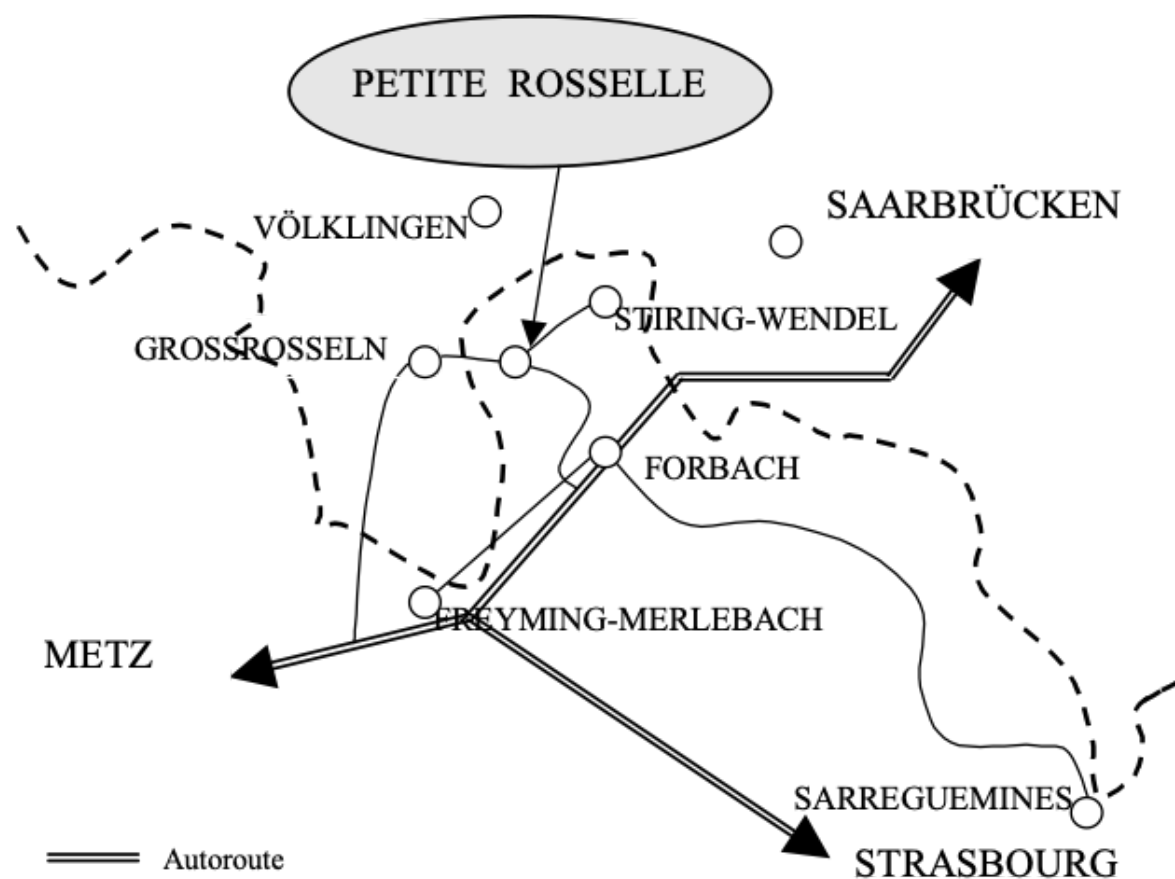 PETITE ROSSELLE
SAARBRÜCKEN
VÖLKLINGEN
STIRING-WENDEL
GROSSROSSELN
FORBACH
FREYMING-MERLEBACH
METZ
SARREGUEMINES
Autoroute
STRASBOURG